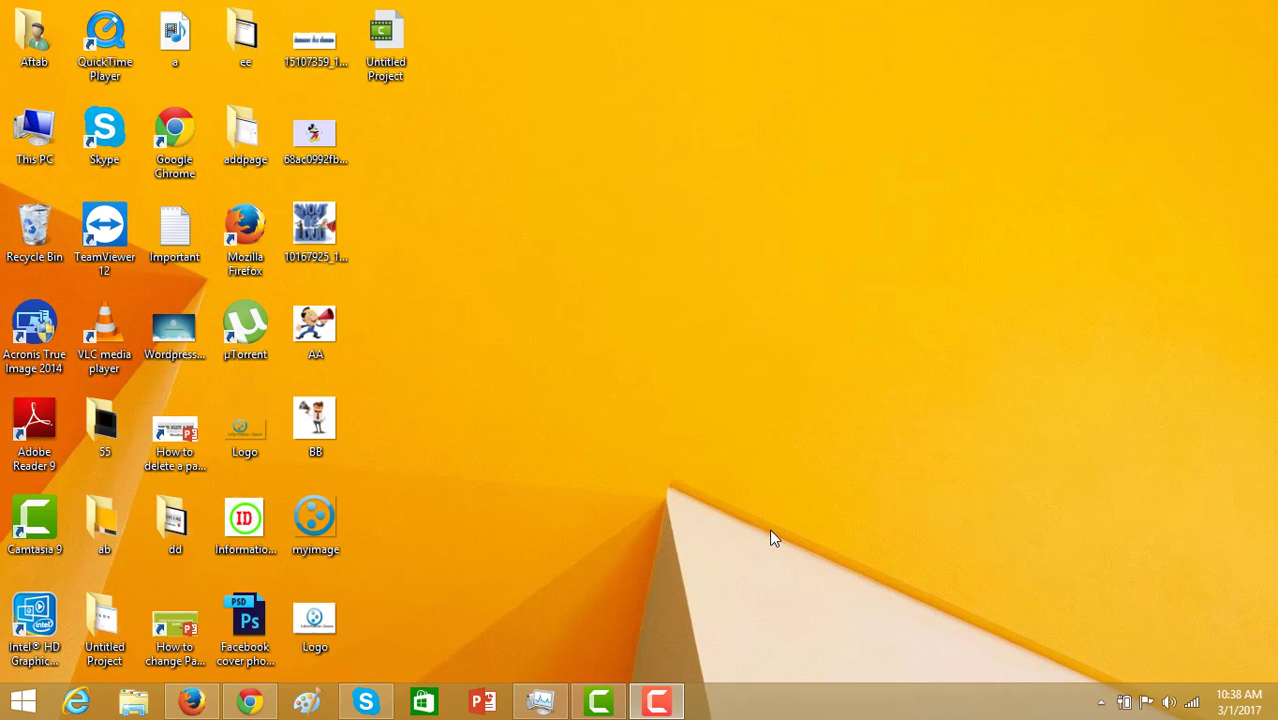 Aftab
QuickTime
Player
a
ee
15107359_1...
Untitled
Project
This PC
Skype
Google
Chrome
addpage
68ac0992fb...
Recycle Bin
TeamViewer
12
Important
Mozilla
Firefox
10167925_1...
Acronis True
Image 2014
VLC media
player
Wordpress...
µTorrent
AA
Adobe
Reader 9
55
How to
delete a pa...
Logo
BB
Camtasia 9
ab
dd
ID
Informatio...
myimage
Intel® HD
Graphic...
Untitled
Project
How to
change Pa...
PSD
Ps
Facebook
cover pho...
Logo
10:38 AM
3/1/2017